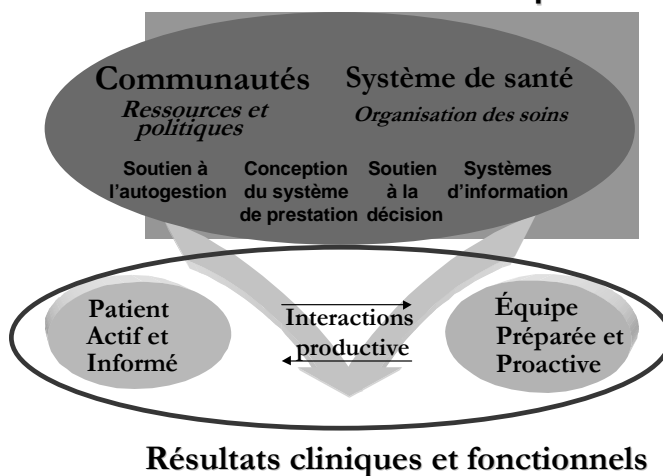 Communautés
Ressources et
politiques
Système de santé
Organisation des soins
Soutien à
l'autogestion
Conception
du système
de prestation
Soutien
à la
décision
Systèmes
d'information
Patient
Actif et
Informé
Interactions
productive
Équipe
Préparée et
Proactive
Résultats cliniques et fonctionnels